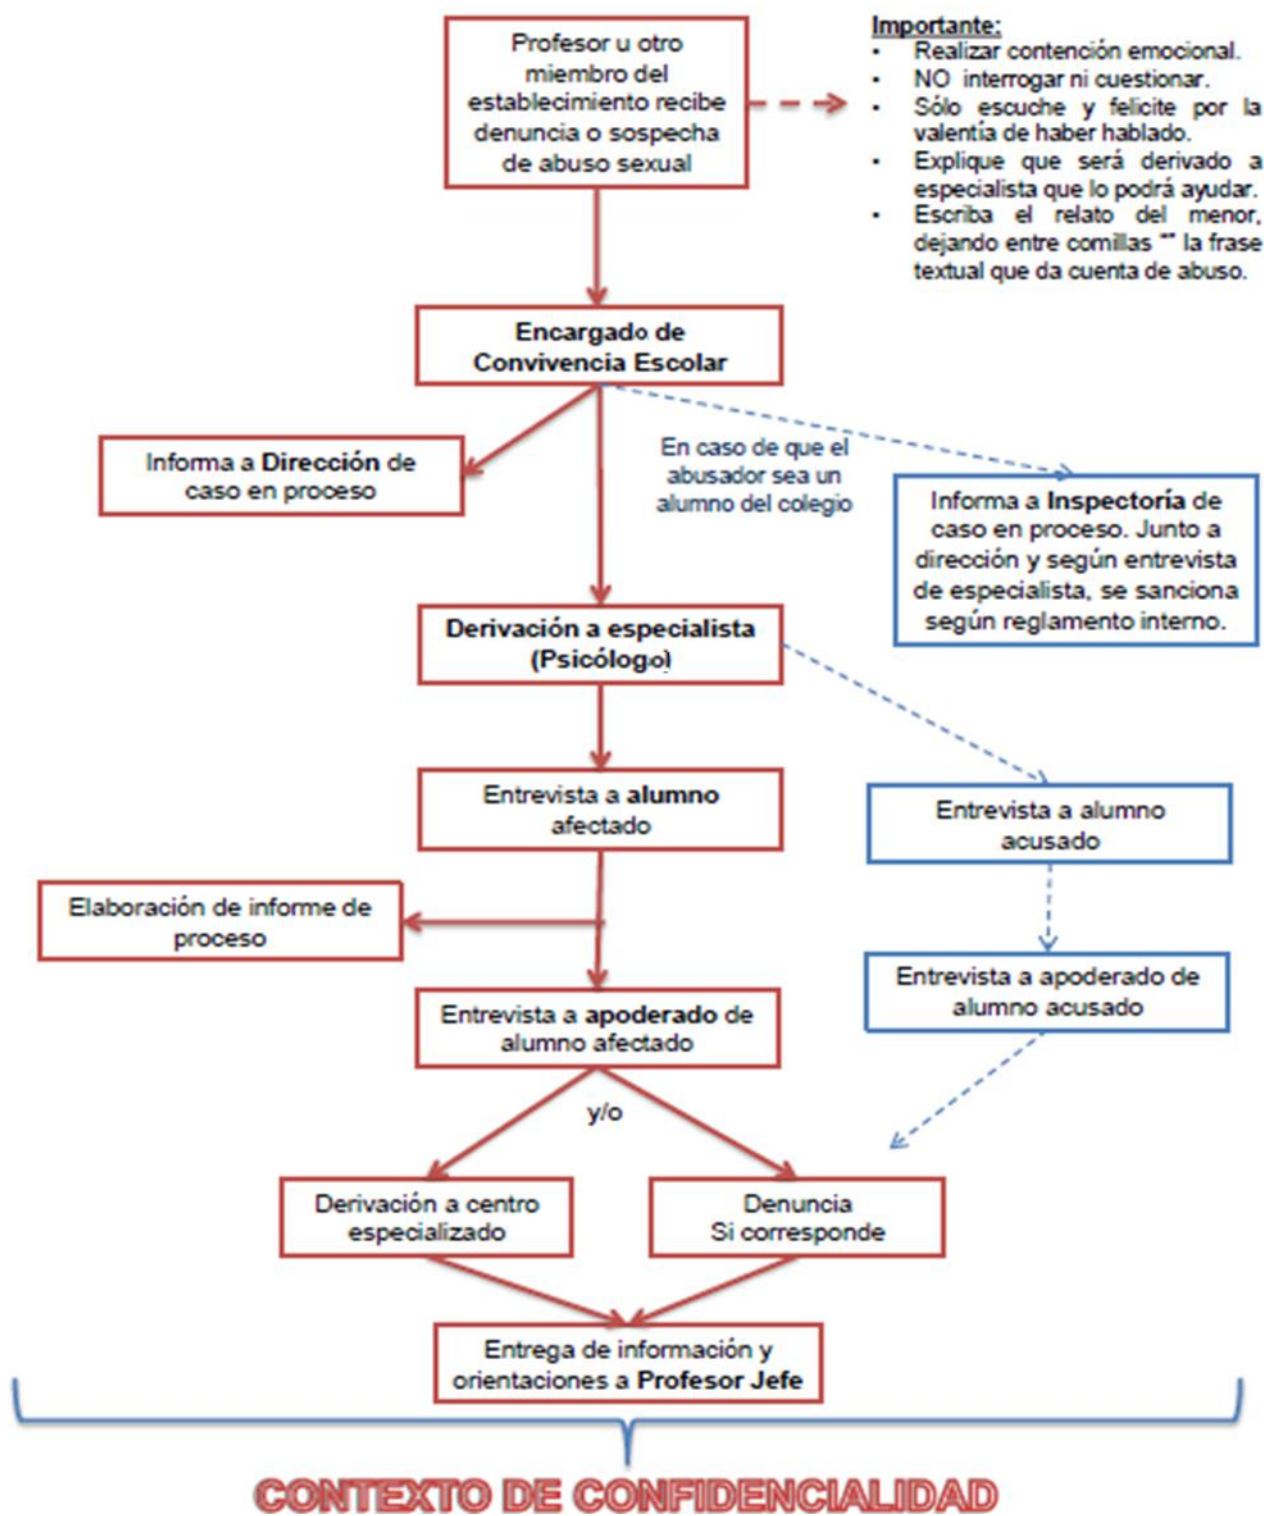 Profesor u otro
miembro del
establecimiento recibe
denuncia o sospecha
de abuso sexual
Importante:
• Realizar contención emocional.
• NO interrogar ni cuestionar.
• Sólo escuche y felicite por la
valentía de haber hablado.
• Explique que será derivado a
especialista que lo podrá ayudar.
• Escriba el relato del menor,
dejando entre comillas "" la frase
textual que da cuenta de abuso.
Encargado de
Convivencia Escolar
Informa a Dirección de
caso en proceso
En caso de que el
abusador sea un
alumno del colegio
Informa a Inspectoría de
caso en proceso. Junto a
dirección y según entrevista
de especialista, se sanciona
según reglamento interno.
Derivación a especialista
(Psicólogo)
Entrevista a alumno
afectado
Entrevista a alumno
acusado
Elaboración de informe de
proceso
Entrevista a apoderado de
alumno afectado
Entrevista a apoderado de
alumno acusado
y/o
Derivación a centro
especializado
Denuncia
Si corresponde
Entrega de información y
orientaciones a Profesor Jefe
CONTEXTO DE CONFIDENCIALIDAD